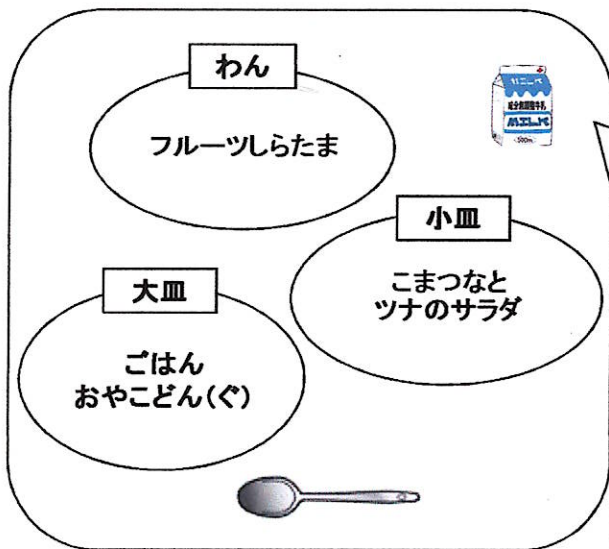 わん
フルーツしらたま
小皿
こまつなと
ツナのサラダ
大皿
ごはん
おやこどん(ぐ)